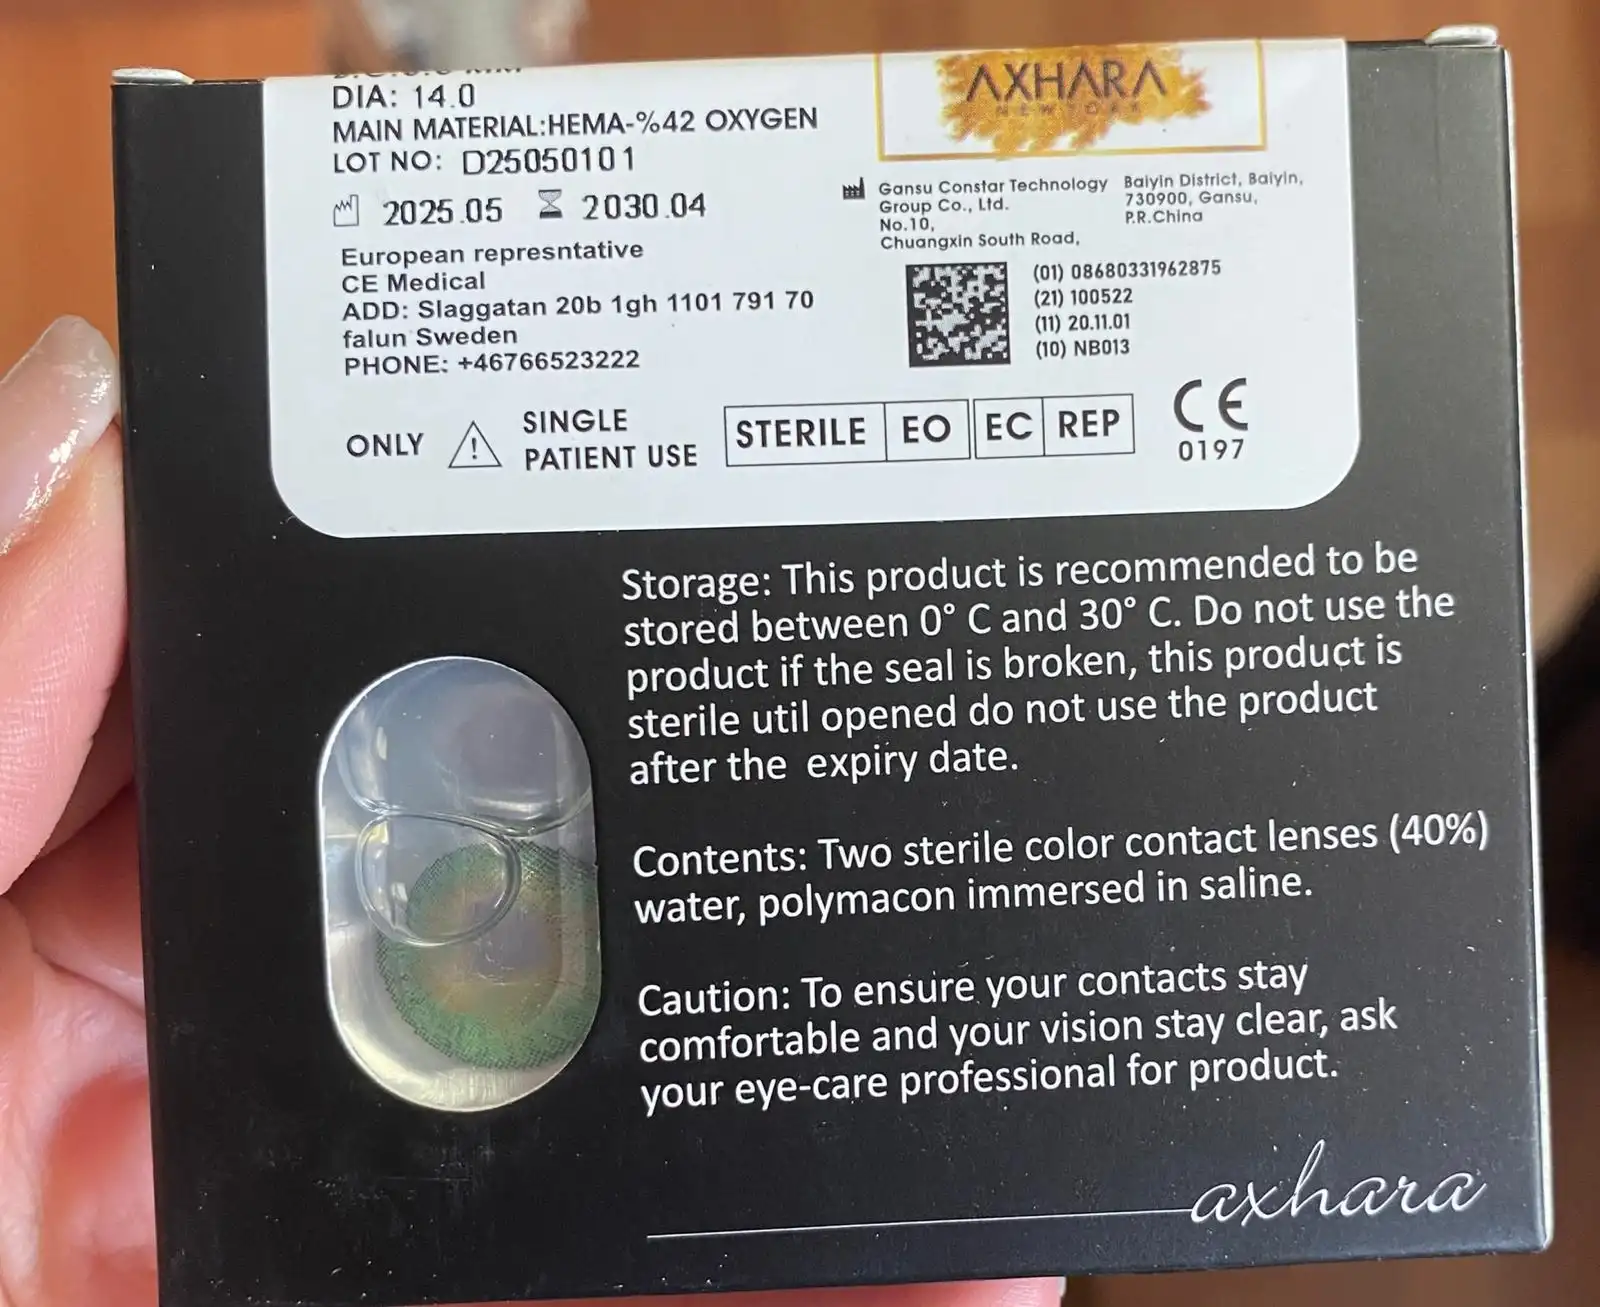 DIA: 14.0
MAIN MATERIAL:HEMA-%42 OXYGEN
LOT NO: D25050101
2025.05 2030.04
European represntative
CE Medical
ADD: Slaggatan 20b 1gh 1101 791 70
falun Sweden
PHONE: +46766523222
AXHARA
NEW YORK
Gansu Constar Technology
Group Co., Ltd.
No.10,
Chuangxin South Road,
Baiyin District, Baiyin,
730900, Gansu,
P.R.China
(01) 08680331962875
(21) 100522
(11) 20.11.01
(10) NB013
ONLY ! SINGLE
PATIENT USE
STERILE EO EC REP
CE
0197
Storage: This product is recommended to be
stored between 0° C and 30° C. Do not use the
product if the seal is broken, this product is
sterile util opened do not use the product
after the expiry date.
Contents: Two sterile color contact lenses (40%)
water, polymacon immersed in saline.
Caution: To ensure your contacts stay
comfortable and your vision stay clear, ask
your eye-care professional for product.
axhara